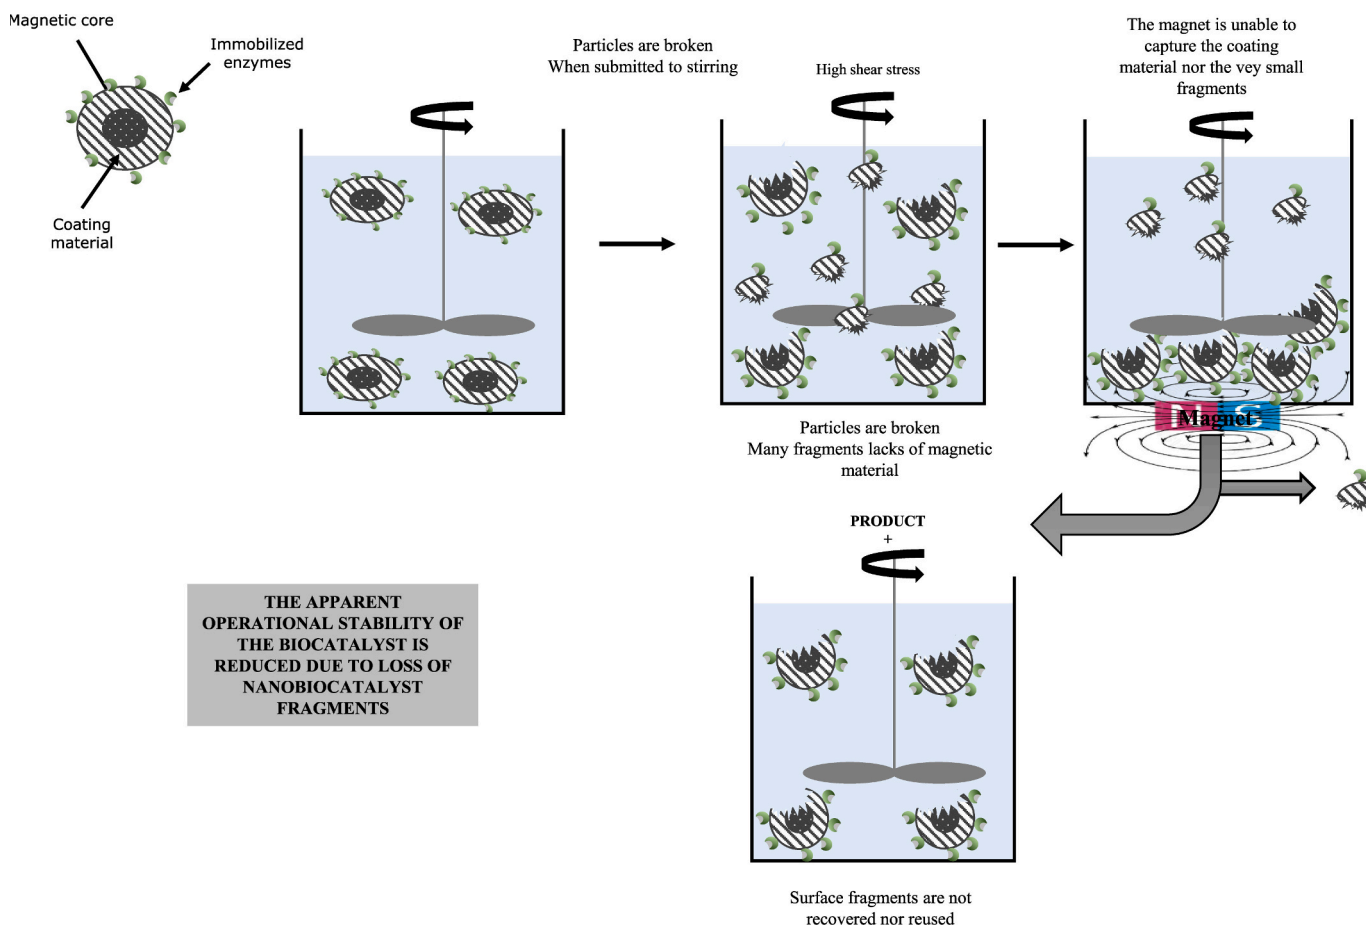 Magnetic core
Immobilized
enzymes
Coating
material
Particles are broken
When submitted to stirring
High shear stress
The magnet is unable to
capture the coating
material nor the vey small
fragments
Particles are broken
Many fragments lacks of magnetic
material
N S
Magnet
PRODUCT
+
THE APPARENT
OPERATIONAL STABILITY OF
THE BIOCATALYST IS
REDUCED DUE TO LOSS OF
NANOBIOCATALYST
FRAGMENTS
Surface fragments are not
recovered nor reused